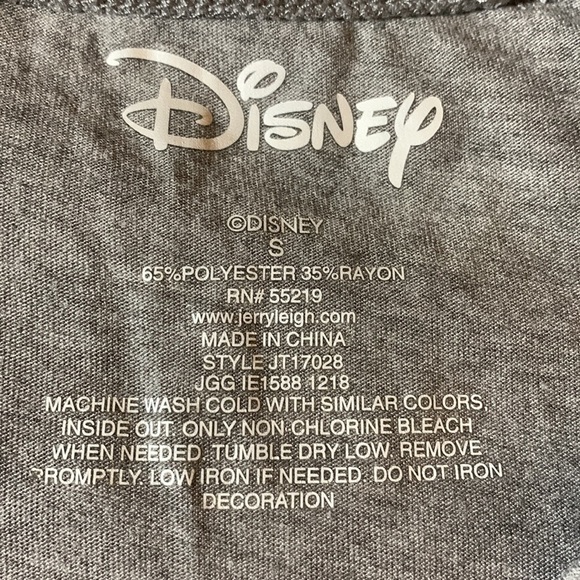 Disney
©DISNEY
S
65%POLYESTER 35%RAYON
RN# 55219
www.jerryleigh.com
MADE IN CHINA
STYLE JT17028
JGG IE1588 1218
MACHINE WASH COLD WITH SIMILAR COLORS,
INSIDE OUT. ONLY NON-CHLORINE BLEACH
WHEN NEEDED. TUMBLE DRY LOW. REMOVE
PROMPTLY. LOW IRON IF NEEDED. DO NOT IRON
DECORATION